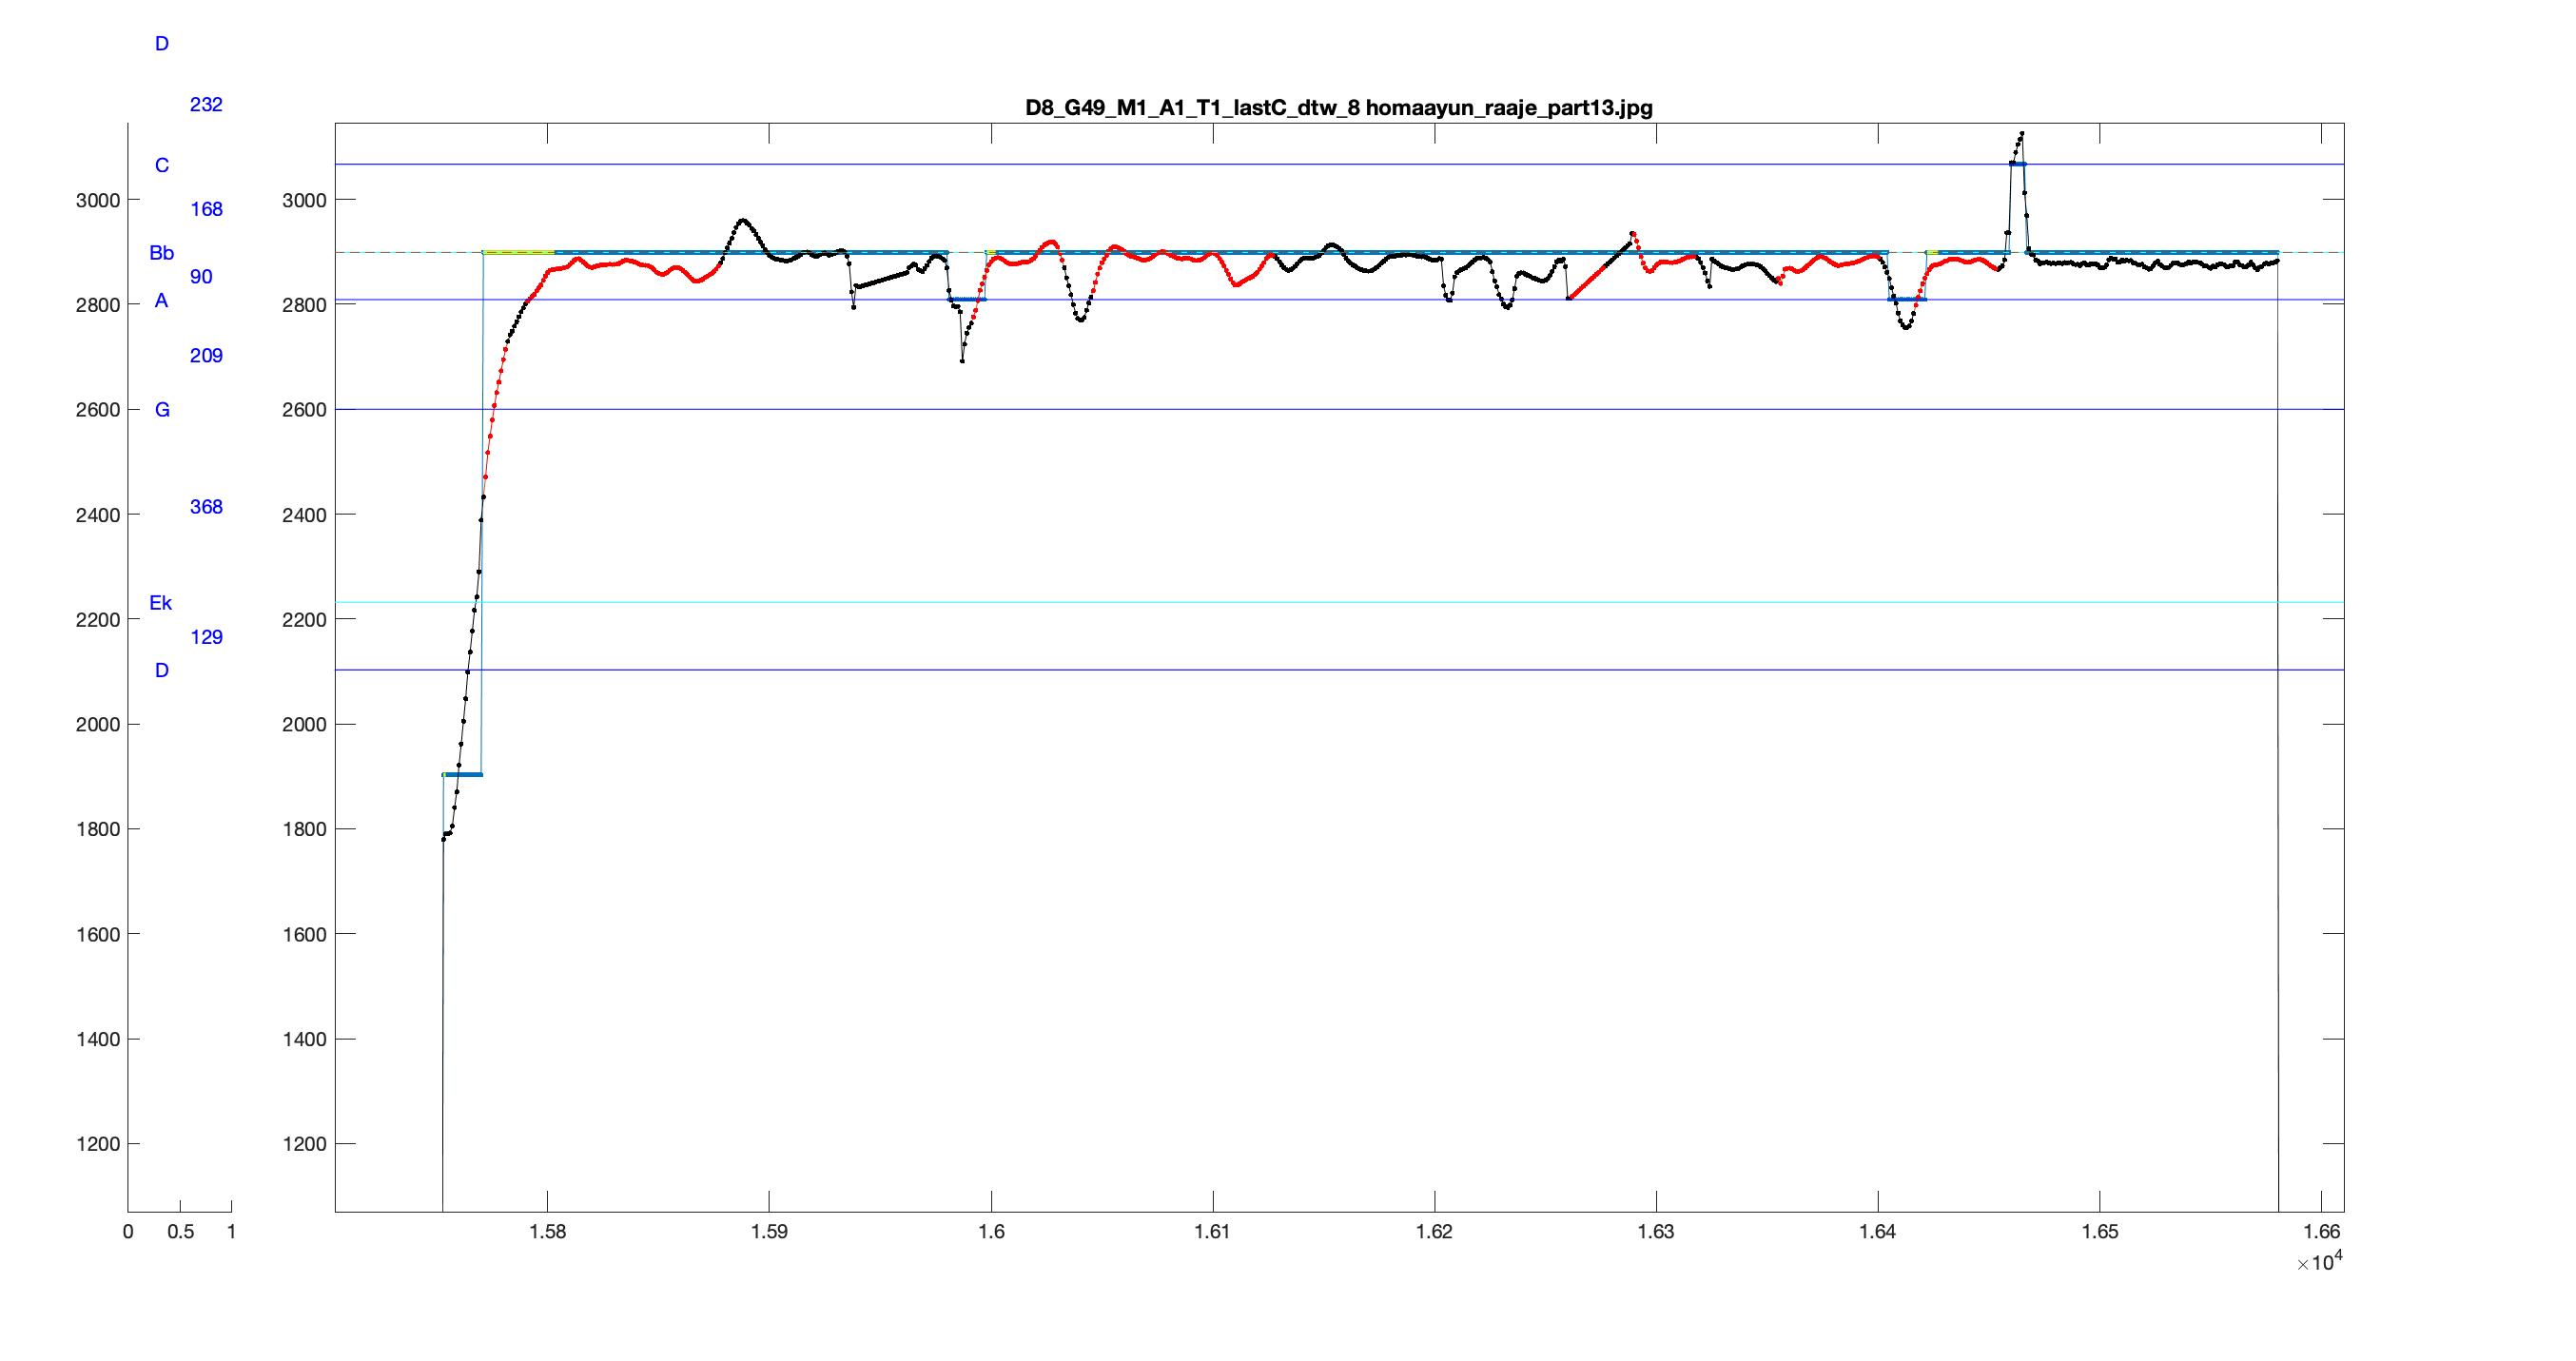 D
232
D8_G49_M1_A1_T1_lastC_dtw_8 homaayun_raaje_part13.jpg
C
3000 168 3000
Bb
90
A 2800 2800
209
2600 G 2600
368
2400 2400
Ek
2200 129 2200
D
2000 2000
1800 1800
1600 1600
1400 1400
1200 1200
0 0.5 1 1.58 1.59 1.6 1.61 1.62 1.63 1.64 1.65 1.66
×10⁴